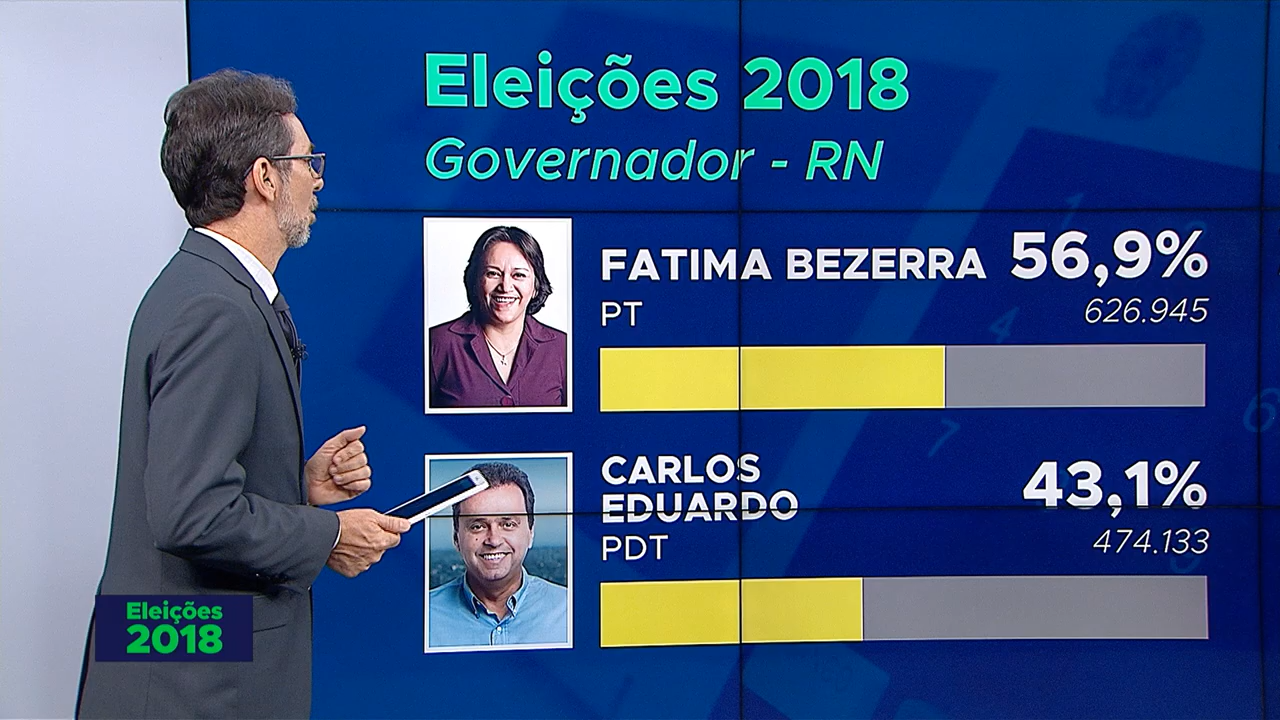 Eleições 2018
Governador - RN
FATIMA BEZERRA 56,9%
PT 626.945
CARLOS
EDUARDO 43,1%
PDT 474.133
Eleições
2018